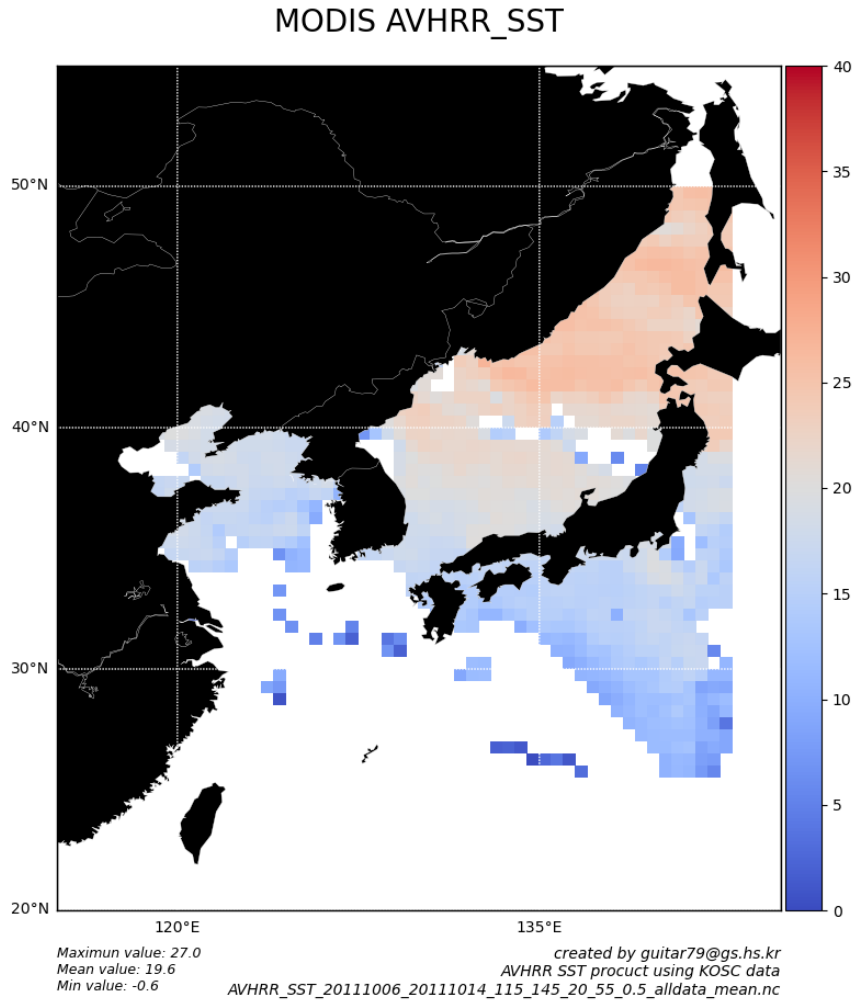 MODIS AVHRR_SST
50°N
40°N
30°N
20°N
120°E
135°E
40
35
30
25
20
15
10
5
0
Maximun value: 27.0
Mean value: 19.6
Min value: -0.6
created by guitar79@gs.hs.kr
AVHRR SST procuct using KOSC data
AVHRR_SST_20111006_20111014_115_145_20_55_0.5_alldata_mean.nc